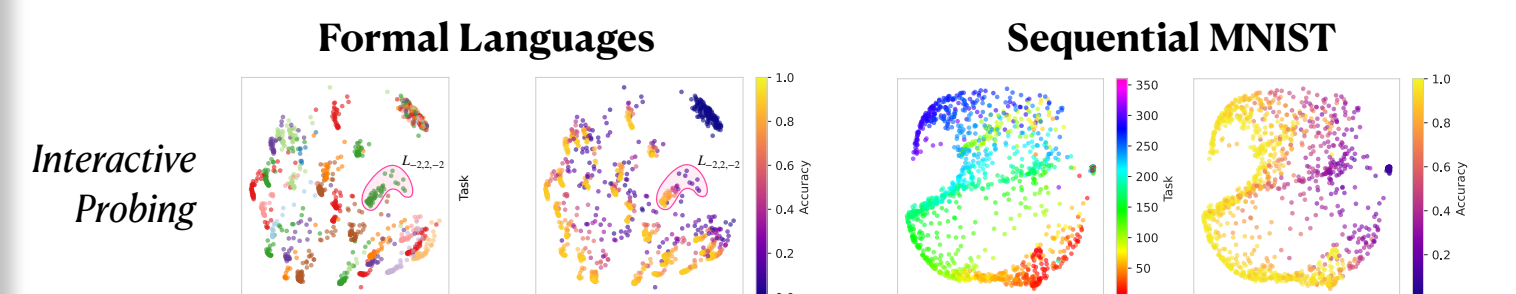 Formal Languages
Sequential MNIST
Interactive
Probing
L−2,2,−2
Task
L−2,2,−2
1.0
0.8
0.6
0.4
0.2
Accuracy
350
300
250
200
150
100
50
Task
1.0
0.8
0.6
0.4
0.2
Accuracy